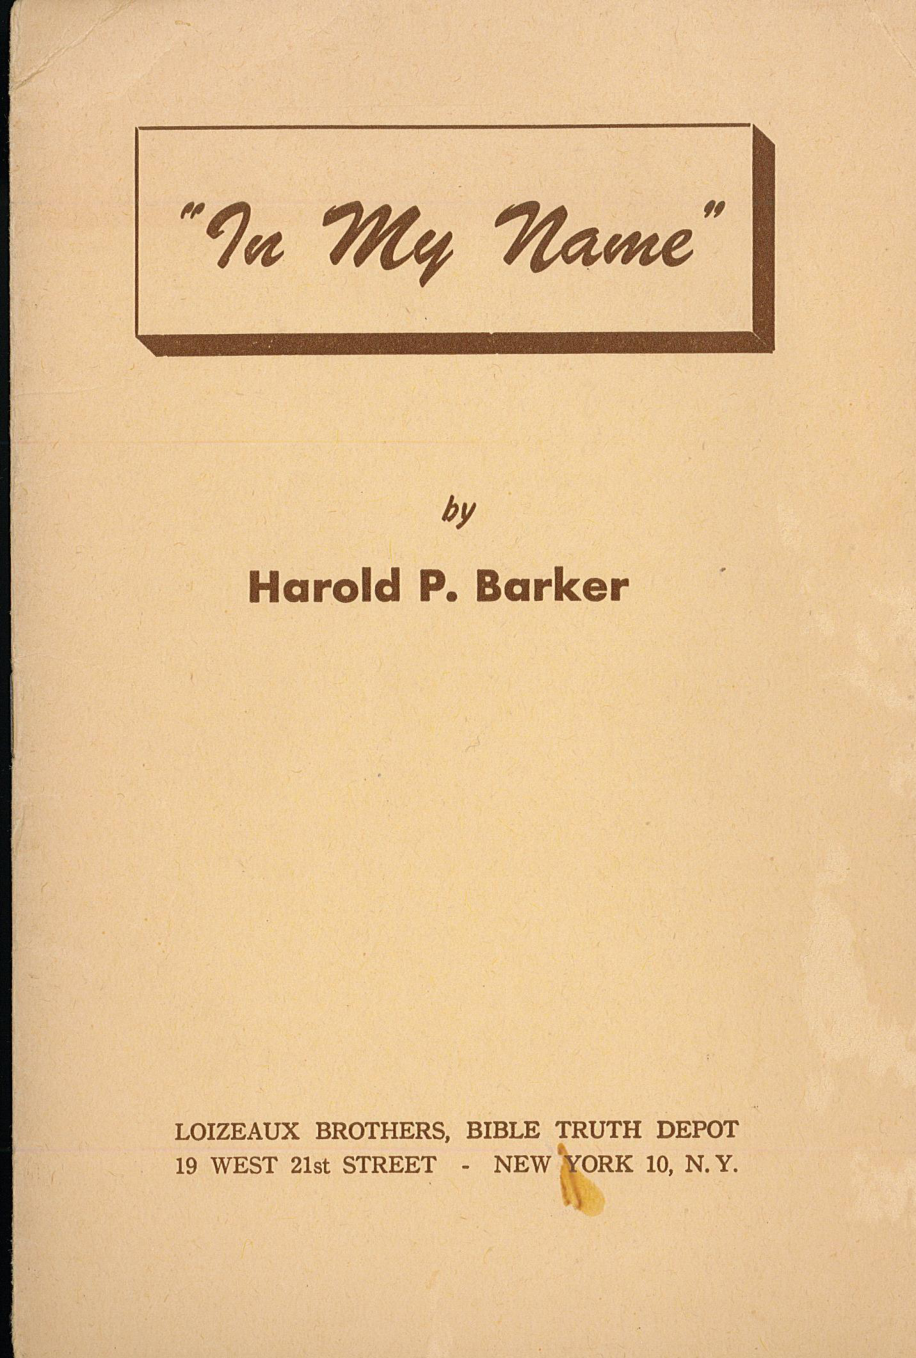 "In My Name"
by
Harold P. Barker
LOIZEAUX BROTHERS, BIBLE TRUTH DEPOT
19 WEST 21st STREET - NEW YORK 10, N. Y.